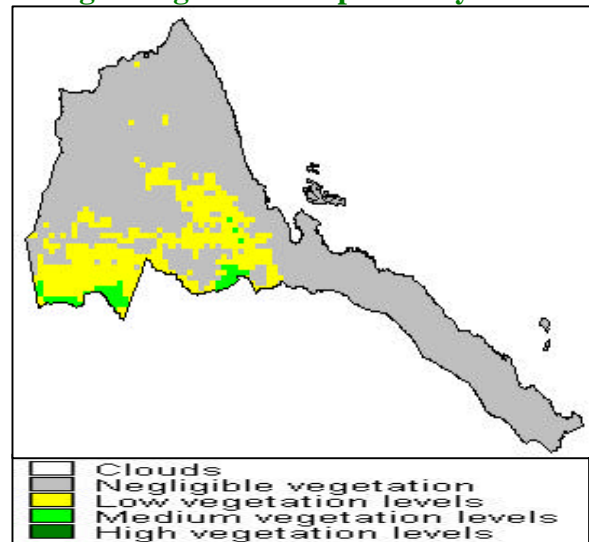 Clouds
Negligible vegetation
Low vegetation levels
Medium vegetation levels
High vegetation levels